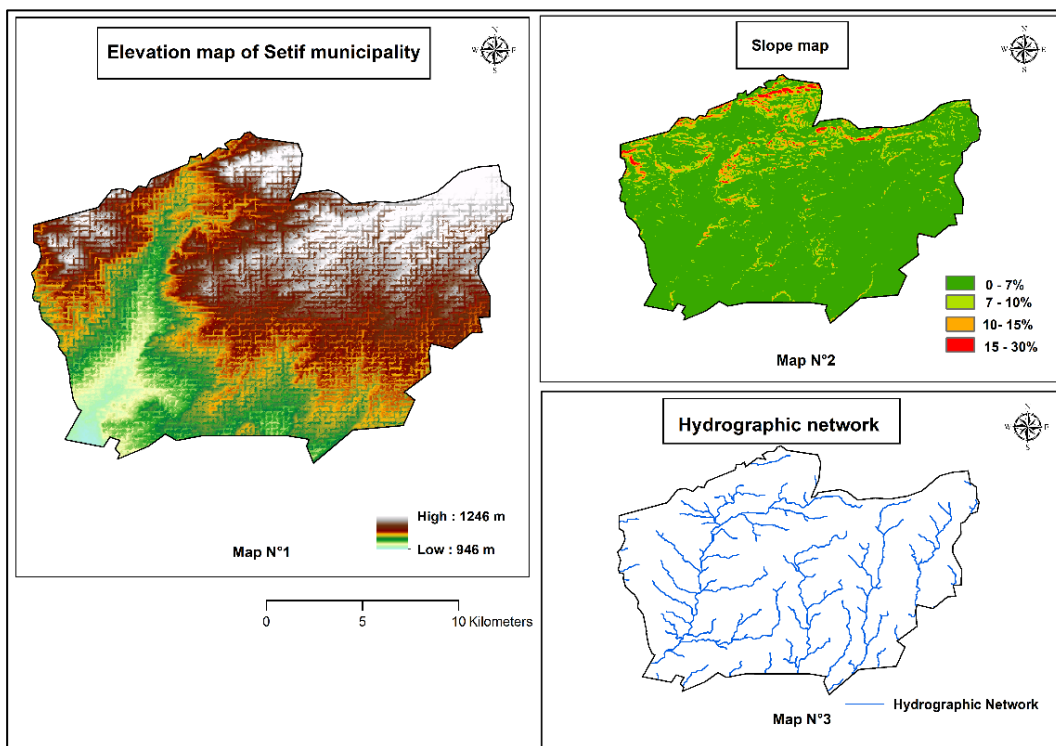 Elevation map of Setif municipality
N
W E
S
High : 1246 m
Low : 946 m
Map N°1
0 5 10 Kilometers
Slope map
N
W E
S
0 - 7%
7 - 10%
10- 15%
15 - 30%
Map N°2
Hydrographic network
N
W E
S
Hydrographic Network
Map N°3